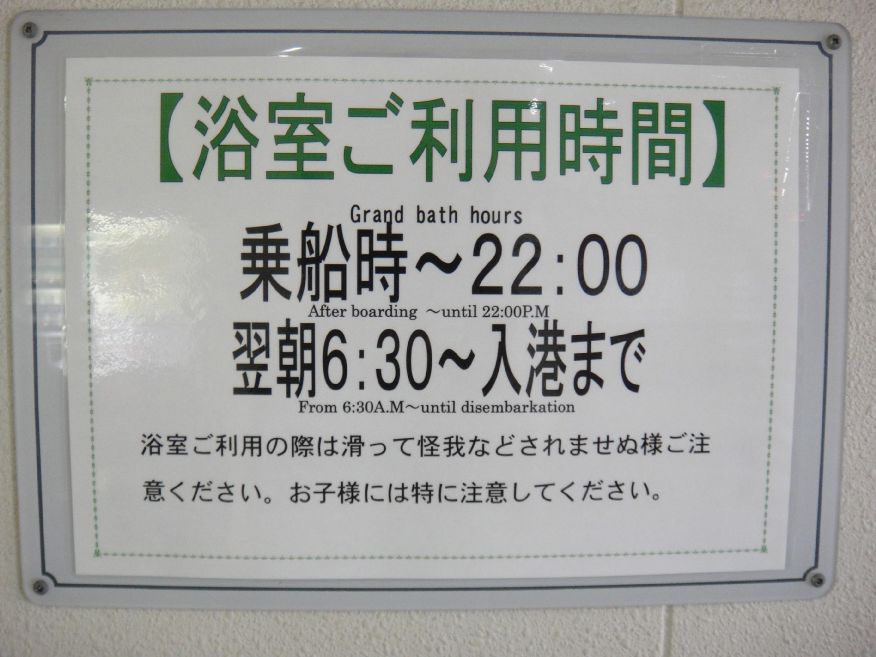 【浴室ご利用時間】
Grand bath hours
乗船時～22:00
After boarding ～until 22:00P.M
翌朝6:30～入港まで
From 6:30A.M～until disembarkation
浴室ご利用の際は滑って怪我などされませぬ様ご注
意ください。お子様には特に注意してください。